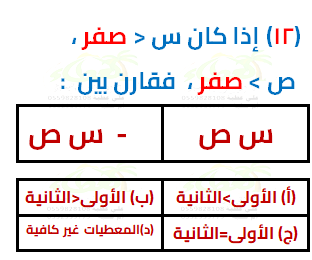 (١٢) إذا كان س < صفر ،
ص > صفر ، فقارن بين :
س ص
- س ص
(أ) الأولى>الثانية
(ب) الأولى<الثانية
(ج) الأولى=الثانية
(د)المعطيات غير كافية